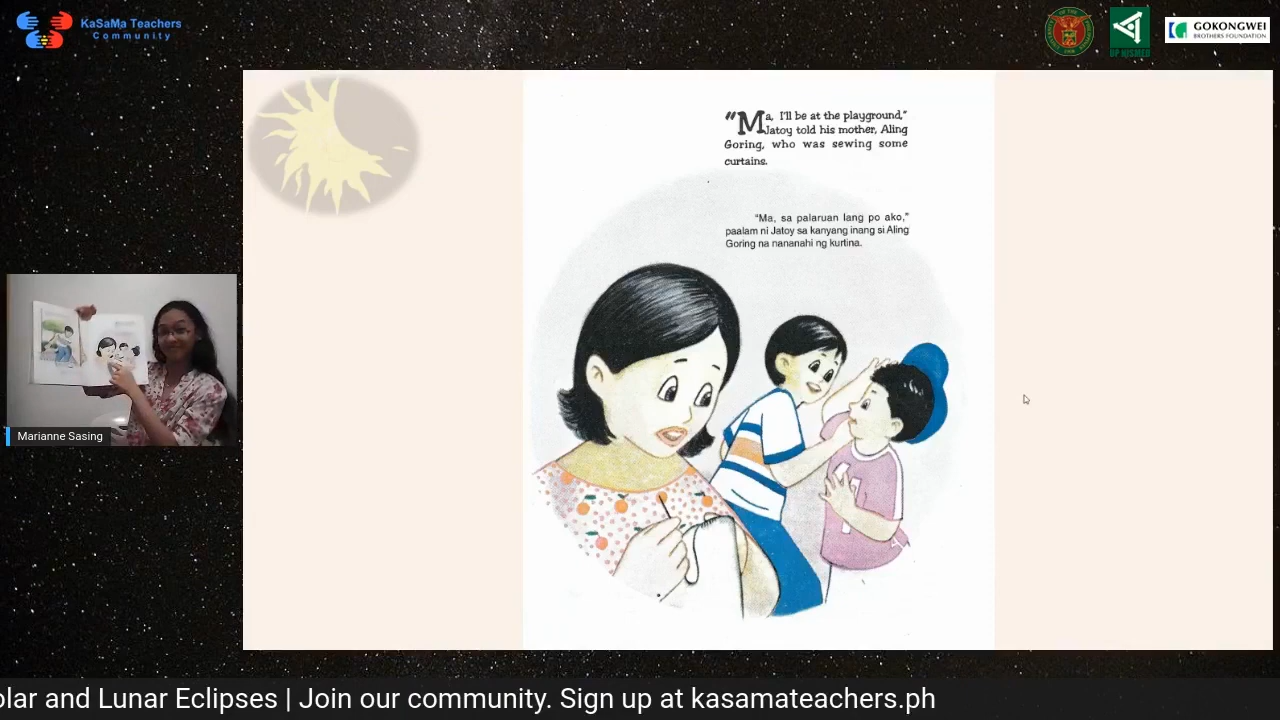 KaSaMa Teachers
Community
UP NISMED
GOKONGWEI
BROTHERS FOUNDATION
"Ma, I'll be at the playground,"
Jatoy told his mother, Aling
Goring, who was sewing some
curtains.
"Ma, sa palaruan lang po ako,"
paalam ni Jatoy sa kanyang inang si Aling
Goring na nananahi ng kurtina.
Marianne Sasing
olar and Lunar Eclipses | Join our community. Sign up at kasamateachers.ph